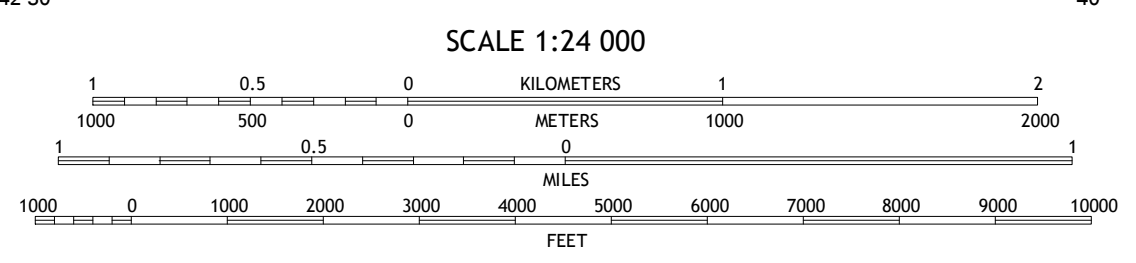 42'30" 40'
SCALE 1:24 000
1 0.5 0 KILOMETERS 1 2
1000 500 0 METERS 1000 2000
1 0.5 0 1
MILES
1000 0 1000 2000 3000 4000 5000 6000 7000 8000 9000 10000
FEET